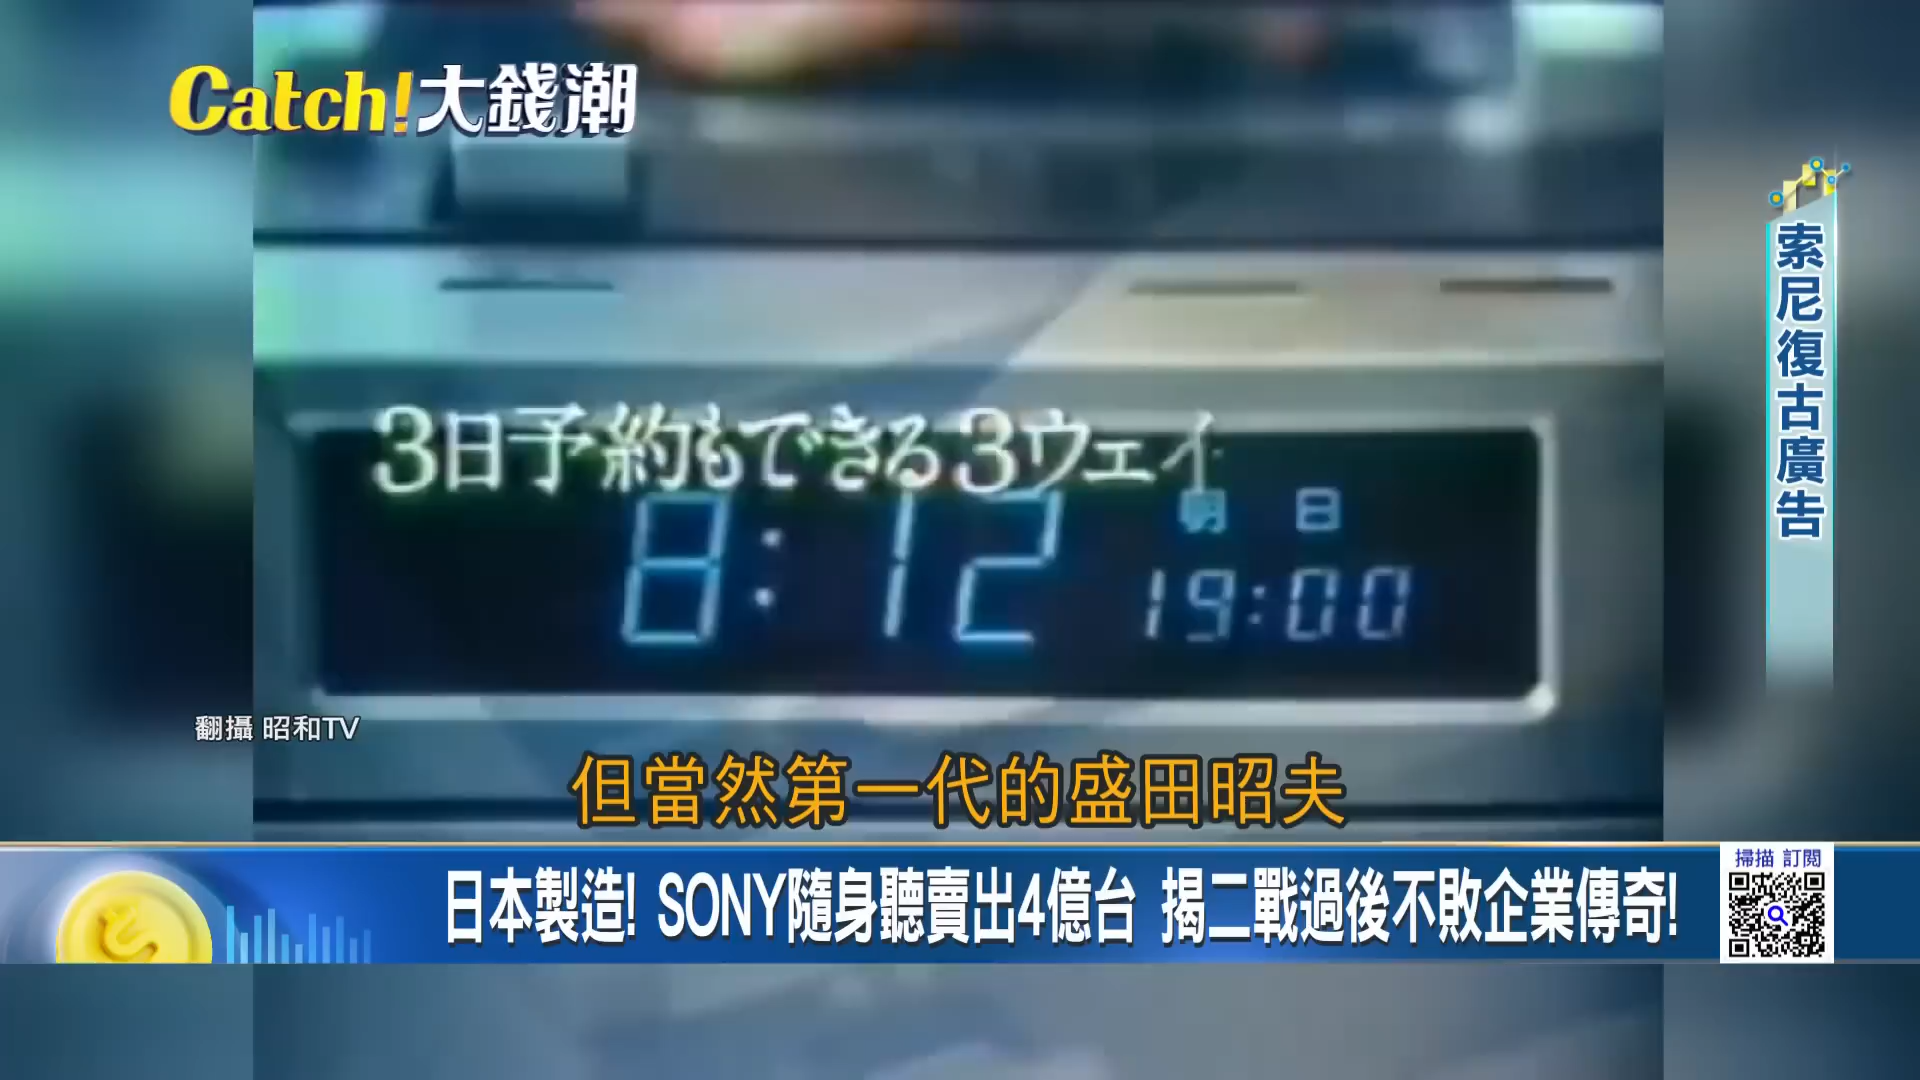 Catch!大錢潮
索尼復古廣告
3日予約もできる3ウェイ
8:12
明 日
19:00
翻攝 昭和TV
但當然第一代的盛田昭夫
日本製造! SONY隨身聽賣出4億台 揭二戰過後不敗企業傳奇!
掃描 訂閱